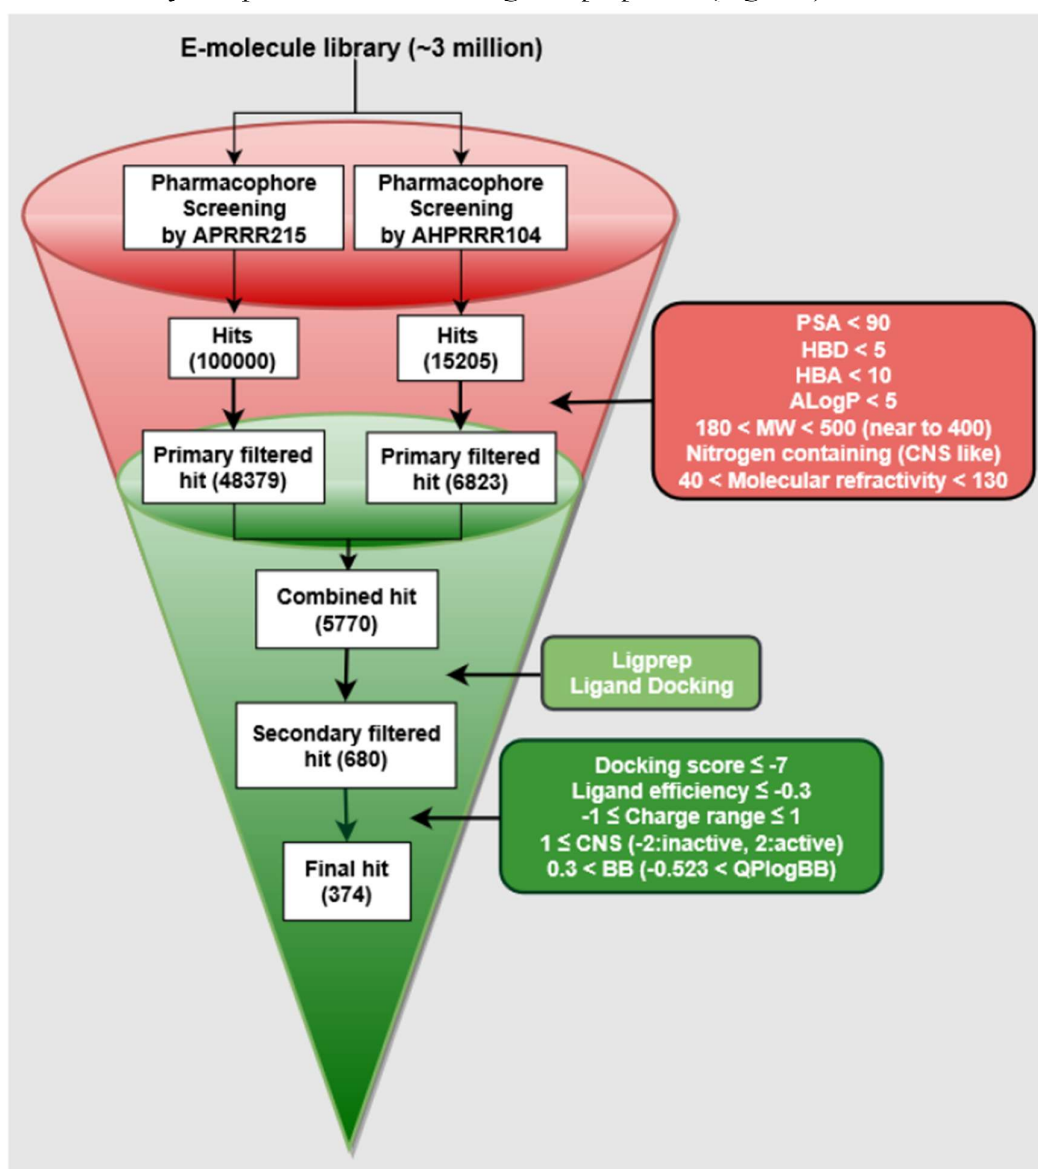 E-molecule library (~3 million)
Pharmacophore
Screening
by APRRR215
Pharmacophore
Screening
by AHPRRR104
Hits
(100000)
Hits
(15205)
PSA < 90
HBD < 5
HBA < 10
ALogP < 5
180 < MW < 500 (near to 400)
Nitrogen containing (CNS like)
40 < Molecular refractivity < 130
Primary filtered
hit (48379)
Primary filtered
hit (6823)
Combined hit
(5770)
Ligprep
Ligand Docking
Secondary filtered
hit (680)
Docking score ≤ -7
Ligand efficiency ≤ -0.3
-1 ≤ Charge range ≤ 1
1 ≤ CNS (-2:inactive, 2:active)
0.3 < BB (-0.523 < QPlogBB)
Final hit
(374)